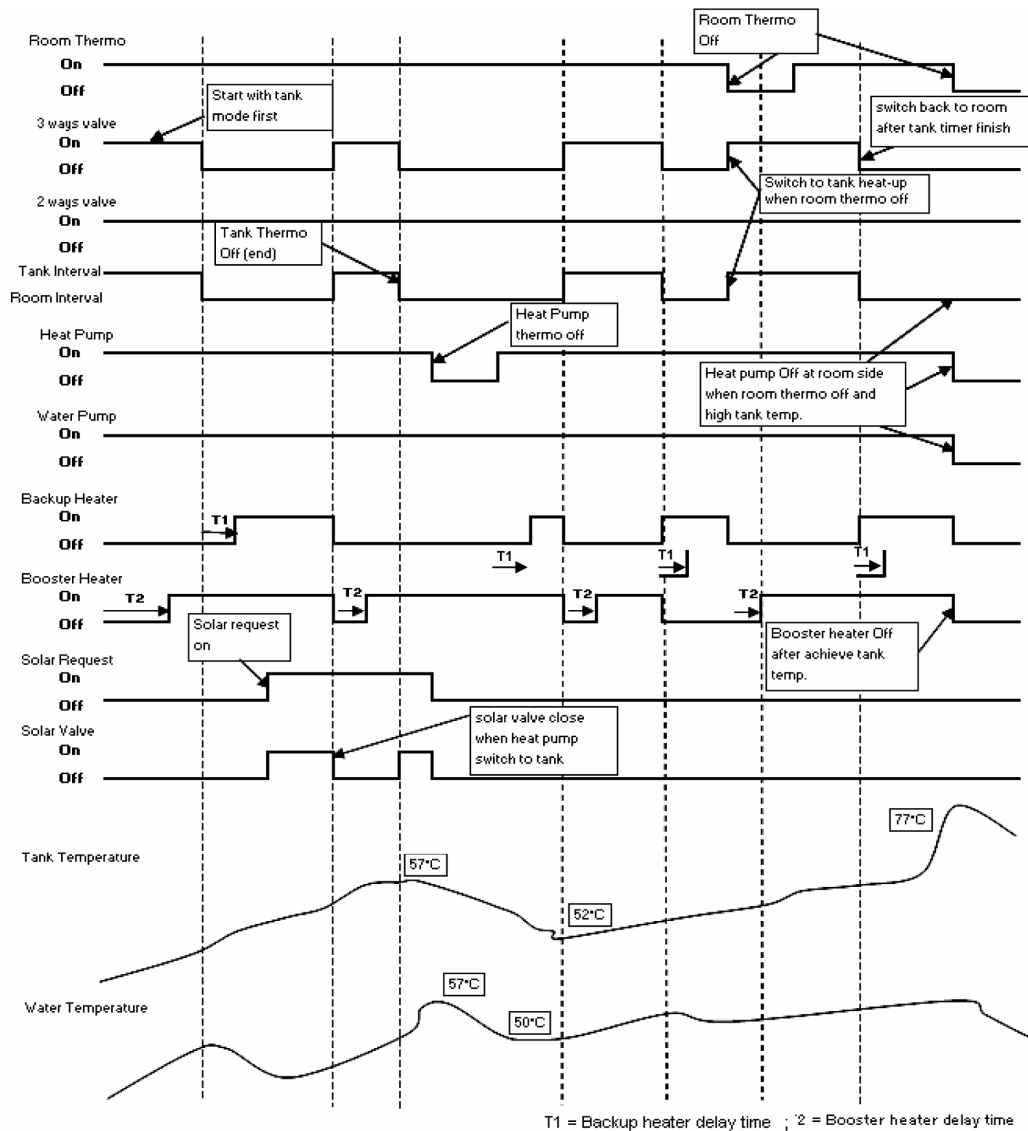 Room Thermo
On
Off
Room Thermo
Off
Start with tank
mode first
switch back to room
after tank timer finish
3 ways valve
On
Off
Switch to tank heat-up
when room thermo off
2 ways valve
On
Off
Tank Thermo
Off (end)
Tank Interval
Room Interval
Heat Pump
thermo off
Heat Pump
On
Off
Heat pump Off at room side
when room thermo off and
high tank temp.
Water Pump
On
Off
Backup Heater
On
Off
T1
T1
T1
T1
Booster Heater
On
Off
T2
T2
T2
T2
Solar request
on
Booster heater Off
after achieve tank
temp.
Solar Request
On
Off
Solar Valve
On
Off
solar valve close
when heat pump
switch to tank
77°C
Tank Temperature
57°C
52°C
Water Temperature
57°C
50°C
T1 = Backup heater delay time ; T2 = Booster heater delay time